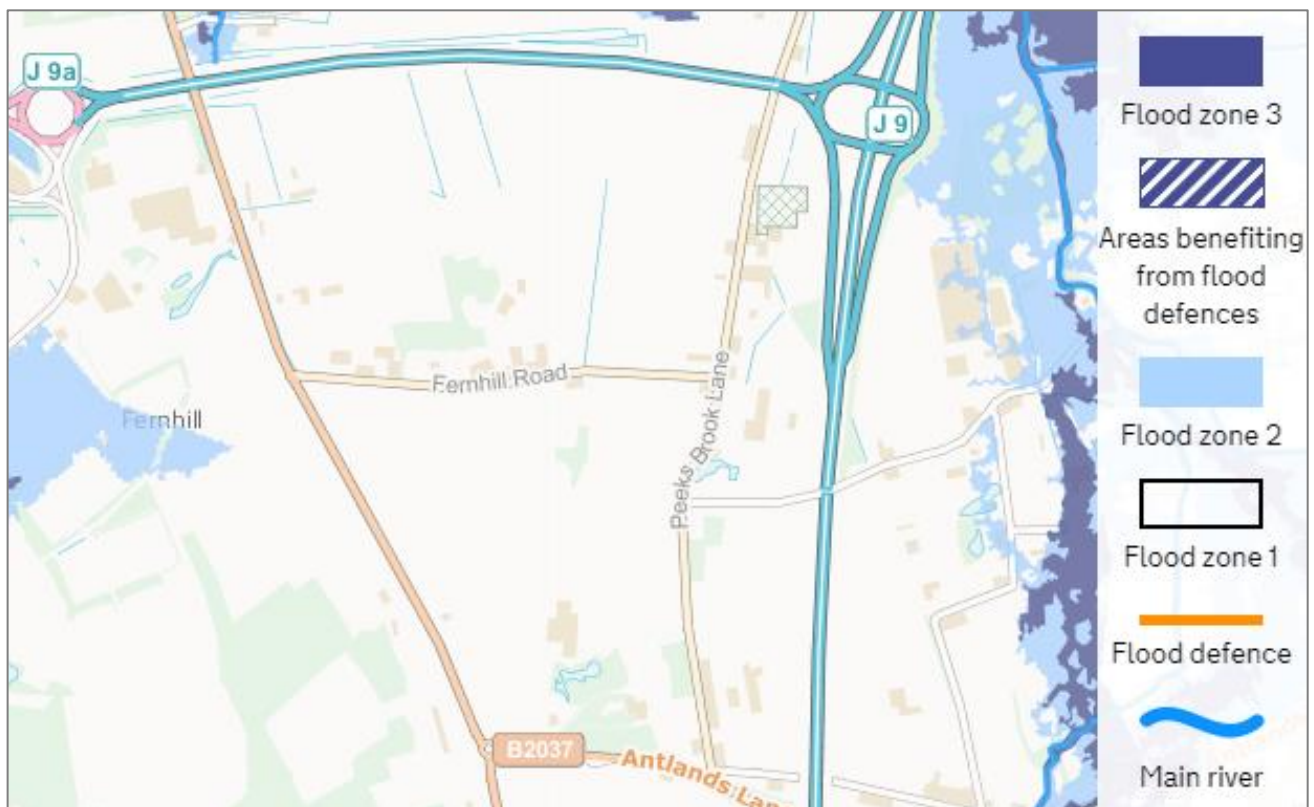 J 9a
J 9
Fernhill Road
Peeks Brook Lane
Fernhill
B2037
Antlands Lan
Flood zone 3
Areas benefiting
from flood
defences
Flood zone 2
Flood zone 1
Flood defence
Main river